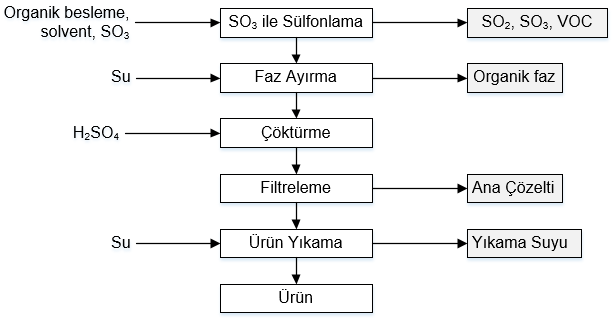 Organik besleme,
solvent, SO₃
SO₃ ile Sülfonlama
SO₂, SO₃, VOC
Su
Faz Ayırma
Organik faz
H₂SO₄
Çöktürme
Filtreleme
Ana Çözelti
Su
Ürün Yıkama
Yıkama Suyu
Ürün